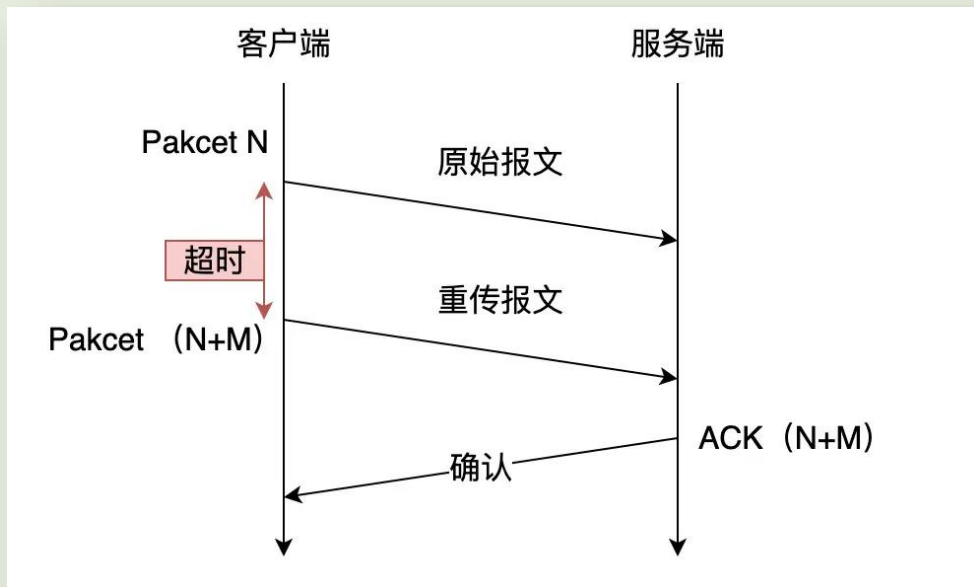 客户端
服务端
Pakcet N
原始报文
超时
重传报文
Pakcet （N+M）
ACK（N+M）
确认